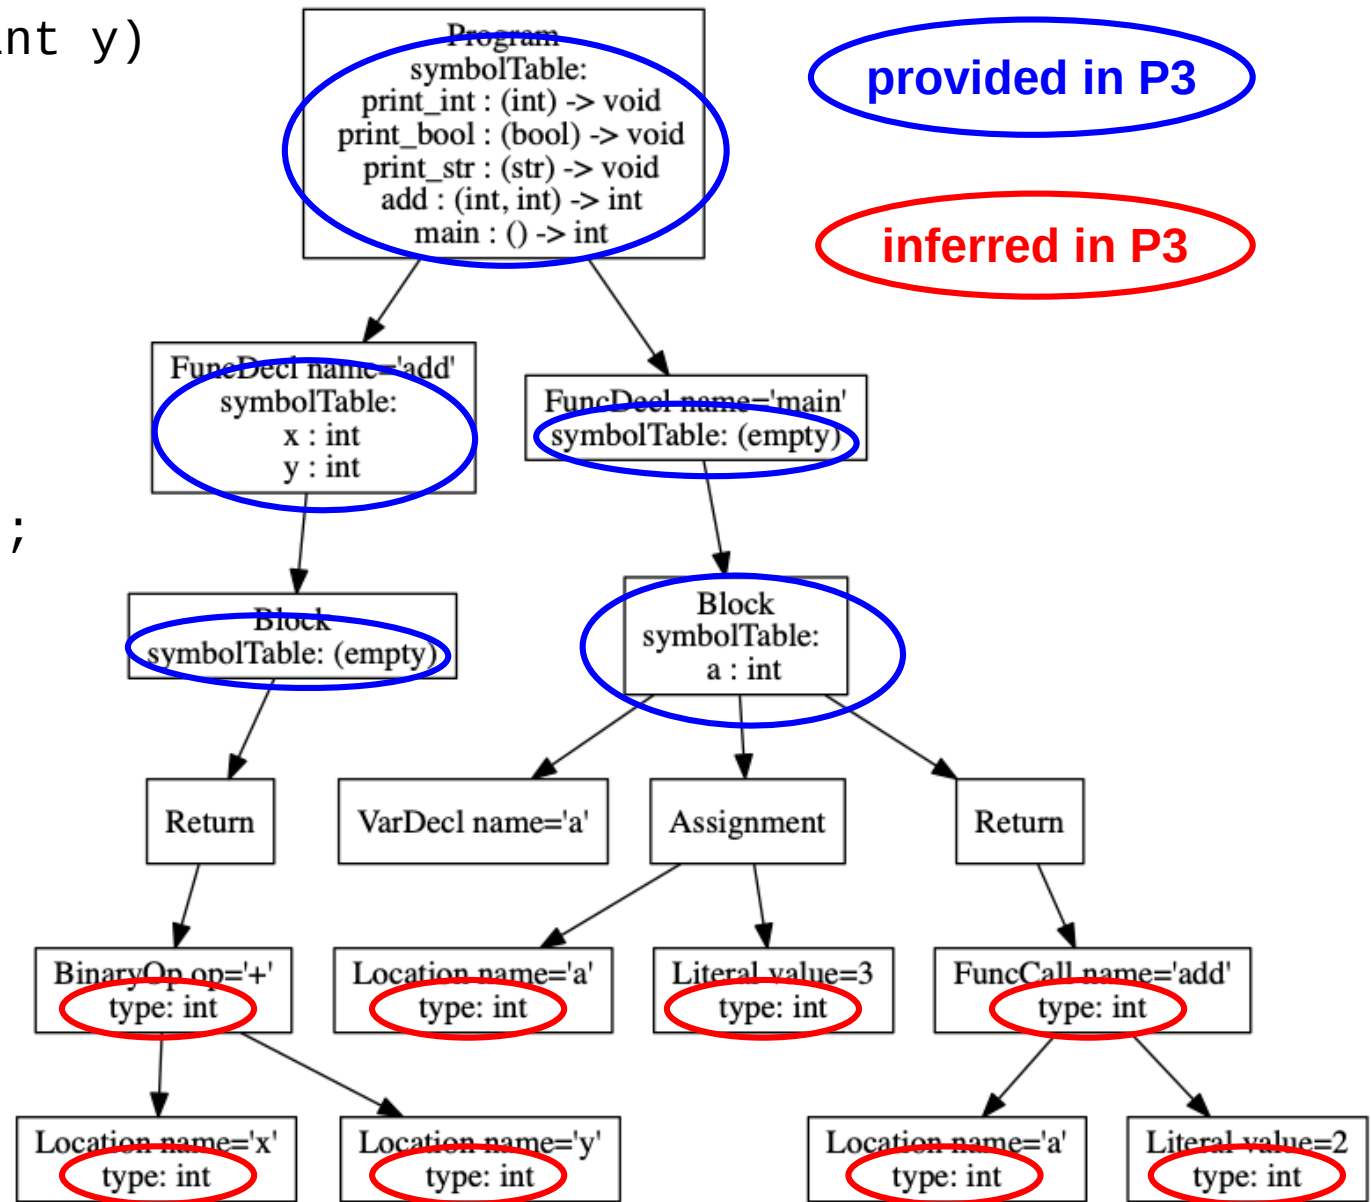 int y)
provided in P3
inferred in P3
Program
symbolTable:
print_int : (int) -> void
print_bool : (bool) -> void
print_str : (str) -> void
add : (int, int) -> int
main : () -> int
FuncDecl name='add'
symbolTable:
x : int
y : int
FuncDecl name='main'
symbolTable: (empty)
;
Block
symbolTable: (empty)
Block
symbolTable:
a : int
Return
VarDecl name='a'
Assignment
Return
BinaryOp op='+'
type: int
Location name='a'
type: int
Literal value=3
type: int
FuncCall name='add'
type: int
Location name='x'
type: int
Location name='y'
type: int
Location name='a'
type: int
Literal value=2
type: int